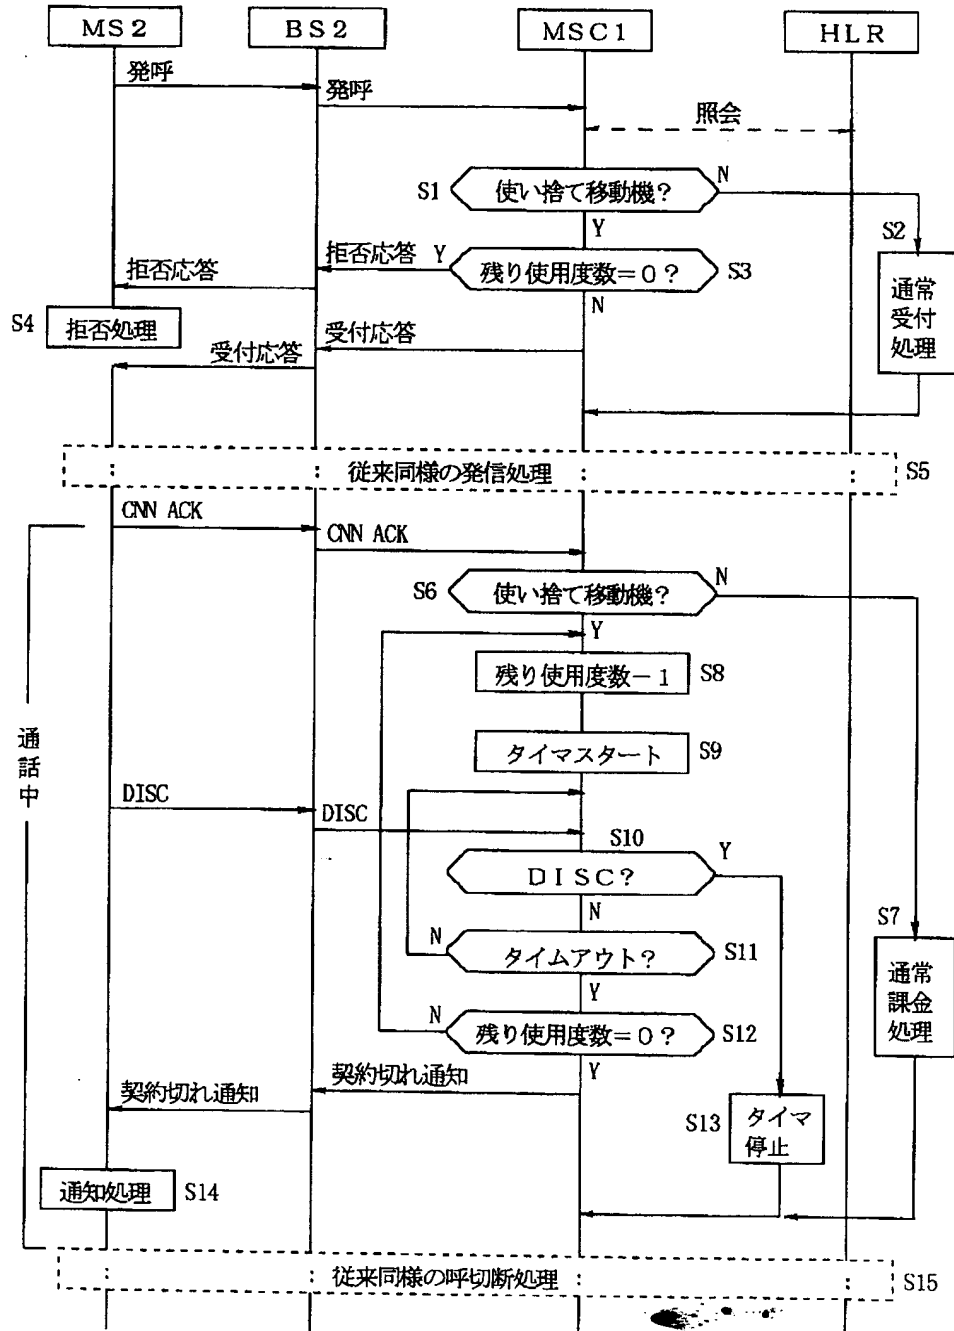 MS2
BS2
MSC1
HLR
発呼
発呼
照会
S1
使い捨て移動機?
N
S2
Y
拒否応答
拒否応答
Y
残り使用度数=0?
S3
通常
受付
処理
N
S4
拒否処理
受付応答
受付応答
従来同様の発信処理
S5
CNN ACK
CNN ACK
S6
使い捨て移動機?
N
Y
残り使用度数-1
S8
通
話
中
タイマスタート
S9
DISC
DISC
S10
DISC?
Y
N
S7
N
タイムアウト?
S11
通常
課金
処理
Y
N
残り使用度数=0?
S12
Y
契約切れ通知
契約切れ通知
S13
タイマ
停止
通知処理
S14
従来同様の呼切断処理
S15